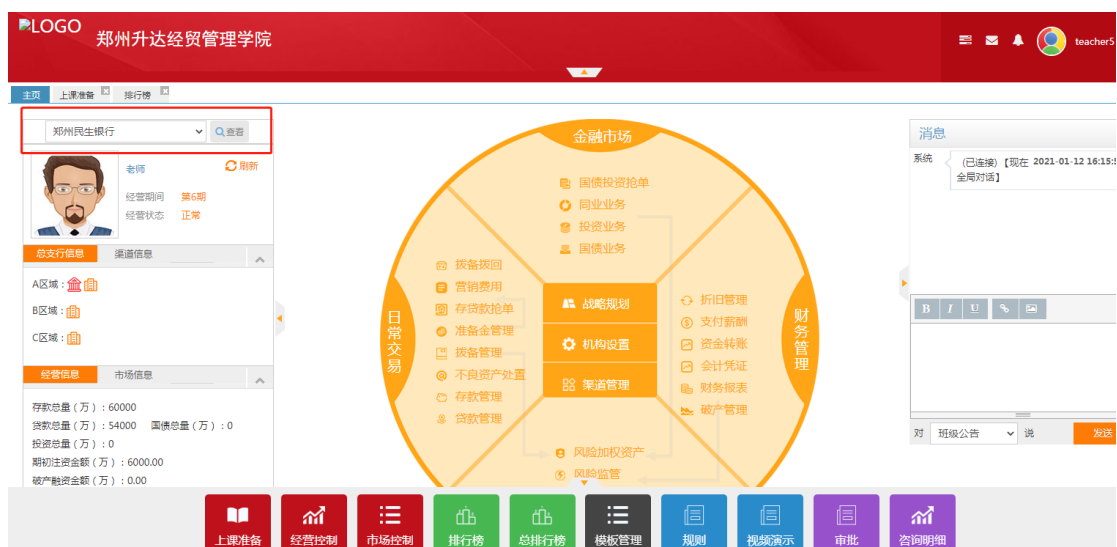 LOGO
郑州升达经贸管理学院
teacher5
主页 上课准备 排行榜
郑州民生银行 查看
老师 刷新
经营期间 第6期
经营状态 正常
总支行信息 渠道信息
A区域：
B区域：
C区域：
经营信息 市场信息
存款总量（万）：60000
贷款总量（万）：54000 国债总量（万）：0
投资总量（万）：0
期初注资金额（万）：6000.00
破产融资金额（万）：0.00
金融市场
国债投资抢单
同业业务
投资业务
国债业务
日常交易
拨备拨回
营销费用
存贷款抢单
准备金管理
拨备管理
不良资产处置
存款管理
贷款管理
战略规划
机构设置
渠道管理
折旧管理
支付薪酬
资金转账
会计凭证
财务报表
破产管理
财务管理
风险加权资产
风险监管
消息
系统 （已连接）【现在 2021-01-12 16:15:5
全局对话】
B I U
对 班级公告 说 发送
上课准备 经营控制 市场控制 排行榜 总排行榜 模板管理 规则 视频演示 审批 咨询明细